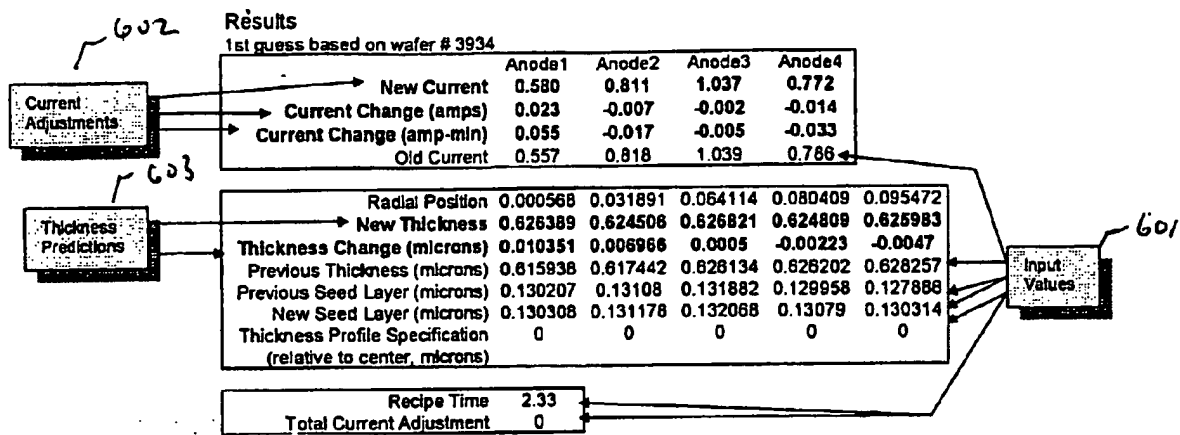 602
Results
1st guess based on wafer # 3934
Anode1 Anode2 Anode3 Anode4
New Current 0.580 0.811 1.037 0.772
Current Change (amps) 0.023 -0.007 -0.002 -0.014
Current Change (amp-min) 0.055 -0.017 -0.005 -0.033
Old Current 0.557 0.818 1.039 0.786
Current
Adjustments
603
Radial Position 0.000568 0.031891 0.064114 0.080409 0.095472
New Thickness 0.626389 0.624506 0.626821 0.624809 0.625983
Thickness Change (microns) 0.010351 0.006966 0.0005 -0.00223 -0.0047
Previous Thickness (microns) 0.615938 0.617442 0.626134 0.626202 0.628257
Previous Seed Layer (microns) 0.130207 0.13108 0.131882 0.129958 0.127888
New Seed Layer (microns) 0.130308 0.131178 0.132068 0.13079 0.130314
Thickness Profile Specification 0 0 0 0 0
(relative to center, microns)
Thickness
Predictions
601
Input
Values
Recipe Time 2.33
Total Current Adjustment 0